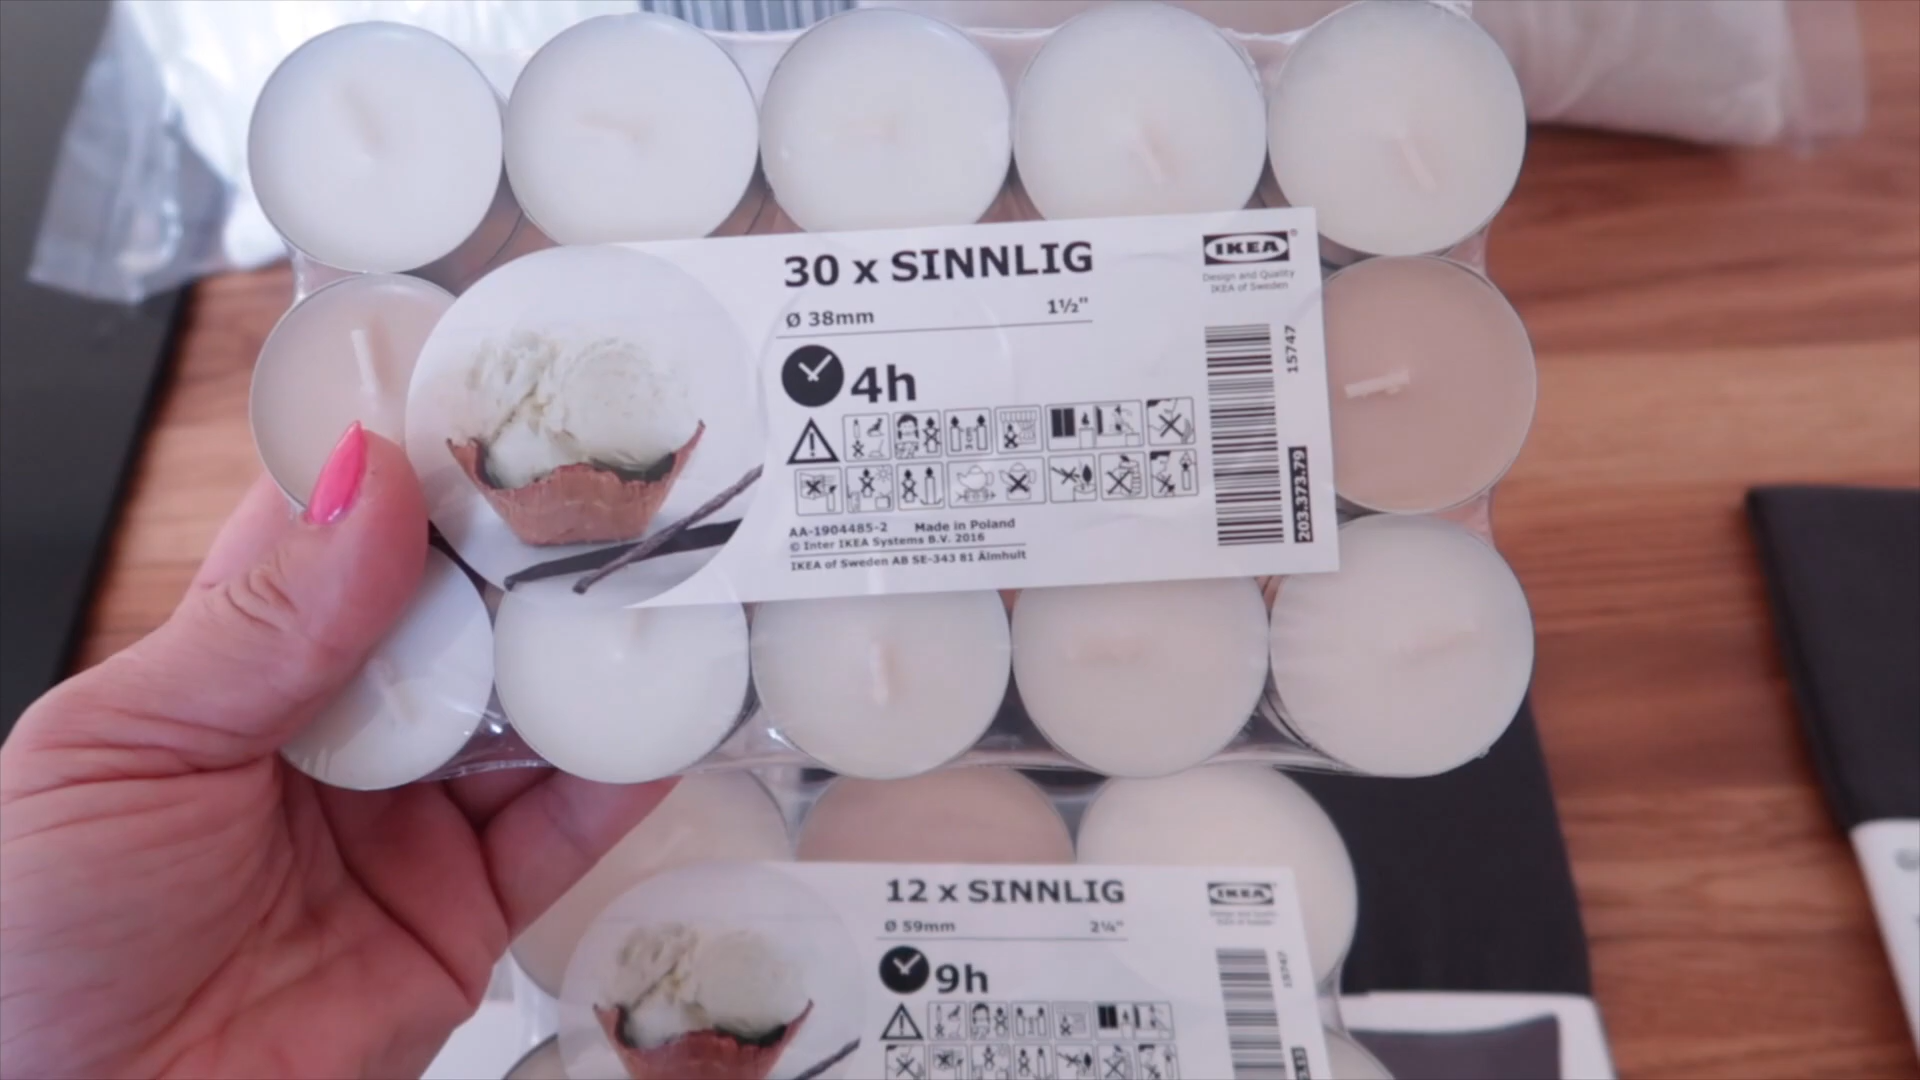 30 x SINNLIG
IKEA
Design and Quality
IKEA of Sweden
Ø 38mm 1½"
4h
15747
203.373.79
AA-1904485-2 Made in Poland
© Inter IKEA Systems B.V. 2016
IKEA of Sweden AB SE-343 81 Älmhult
12 x SINNLIG
IKEA
Ø 59mm 2¼"
9h
15747